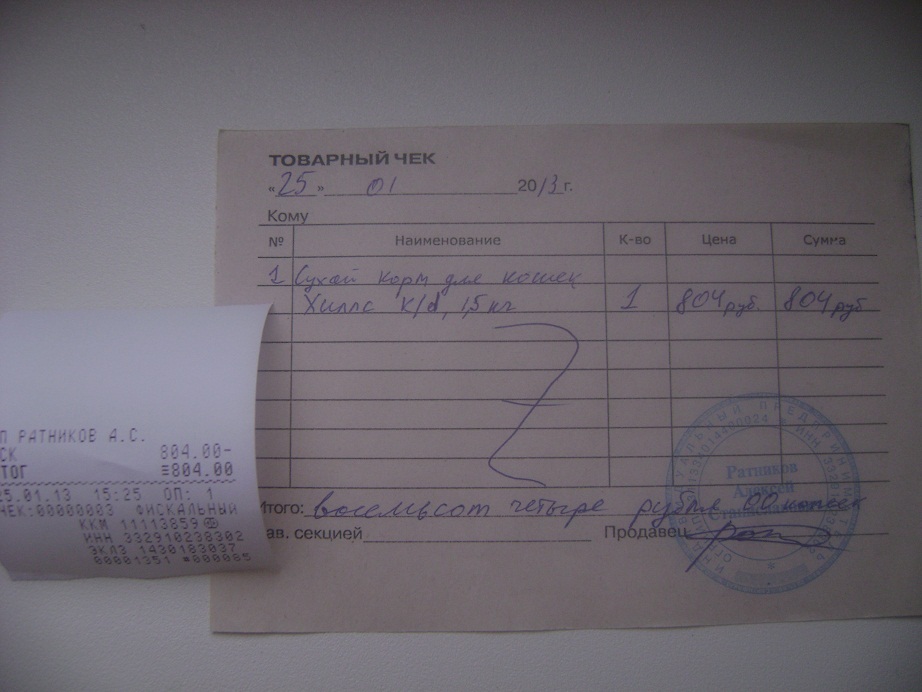 ТОВАРНЫЙ ЧЕК
«25» 01 2013 г.
Кому
№ Наименование К-во Цена Сумма
1 Сухой корм для кошек
Хиллс k/d, 1,5 кг 1 804 руб. 804 руб
Итого: восемьсот четыре рубля 00 копеек
ав. секцией Продавец
Ратников
Алексей
П РАТНИКОВ А.С.
СК 804.00-
ТОГ ≡804.00
25.01.13 15:25 ОП: 1
ЧЕК:00000003 ФИСКАЛЬНЫЙ
ККМ 11113859
ИНН 332910238302
ЭКЛЗ 1430183037
00001351 #000085